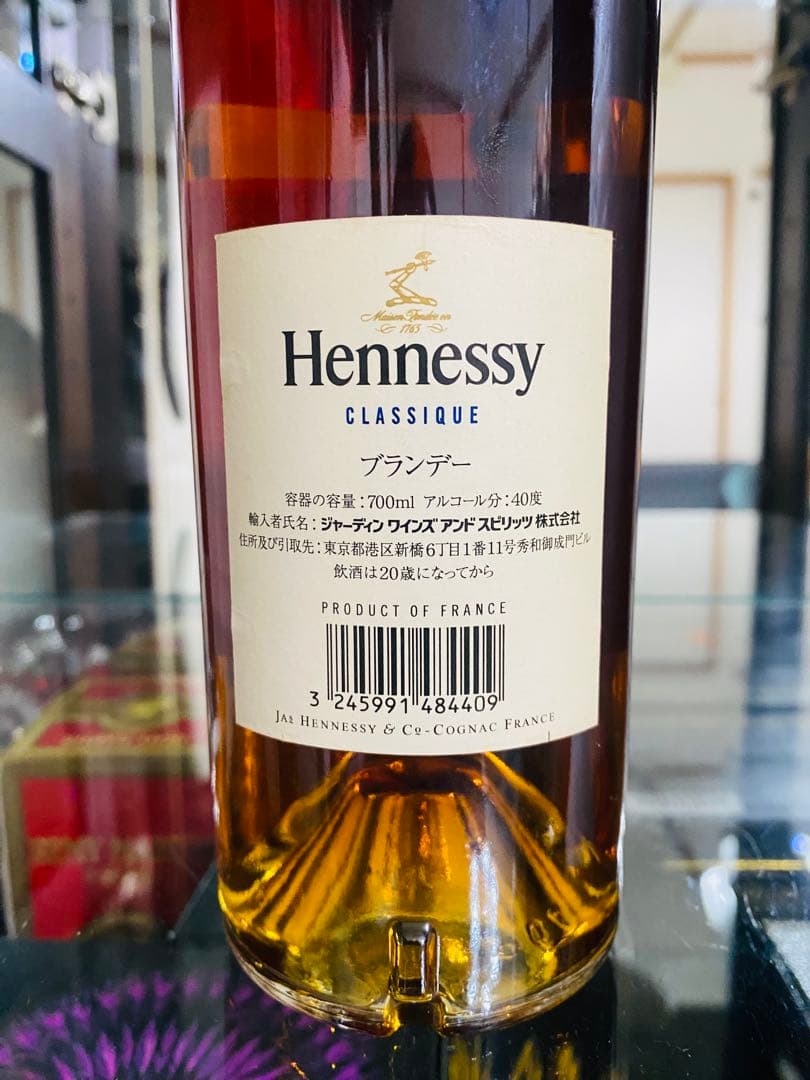 Maison Fondée en
1765
Hennessy
CLASSIQUE
ブランデー
容器の容量:700ml アルコール分:40度
輸入者氏名:ジャーディン ワインズ アンド スピリッツ 株式会社
住所及び引取先:東京都港区新橋6丁目1番11号秀和御成門ビル
飲酒は20歳になってから
PRODUCT OF FRANCE
3 245991 484409
JAS HENNESSY & Co - COGNAC FRANCE